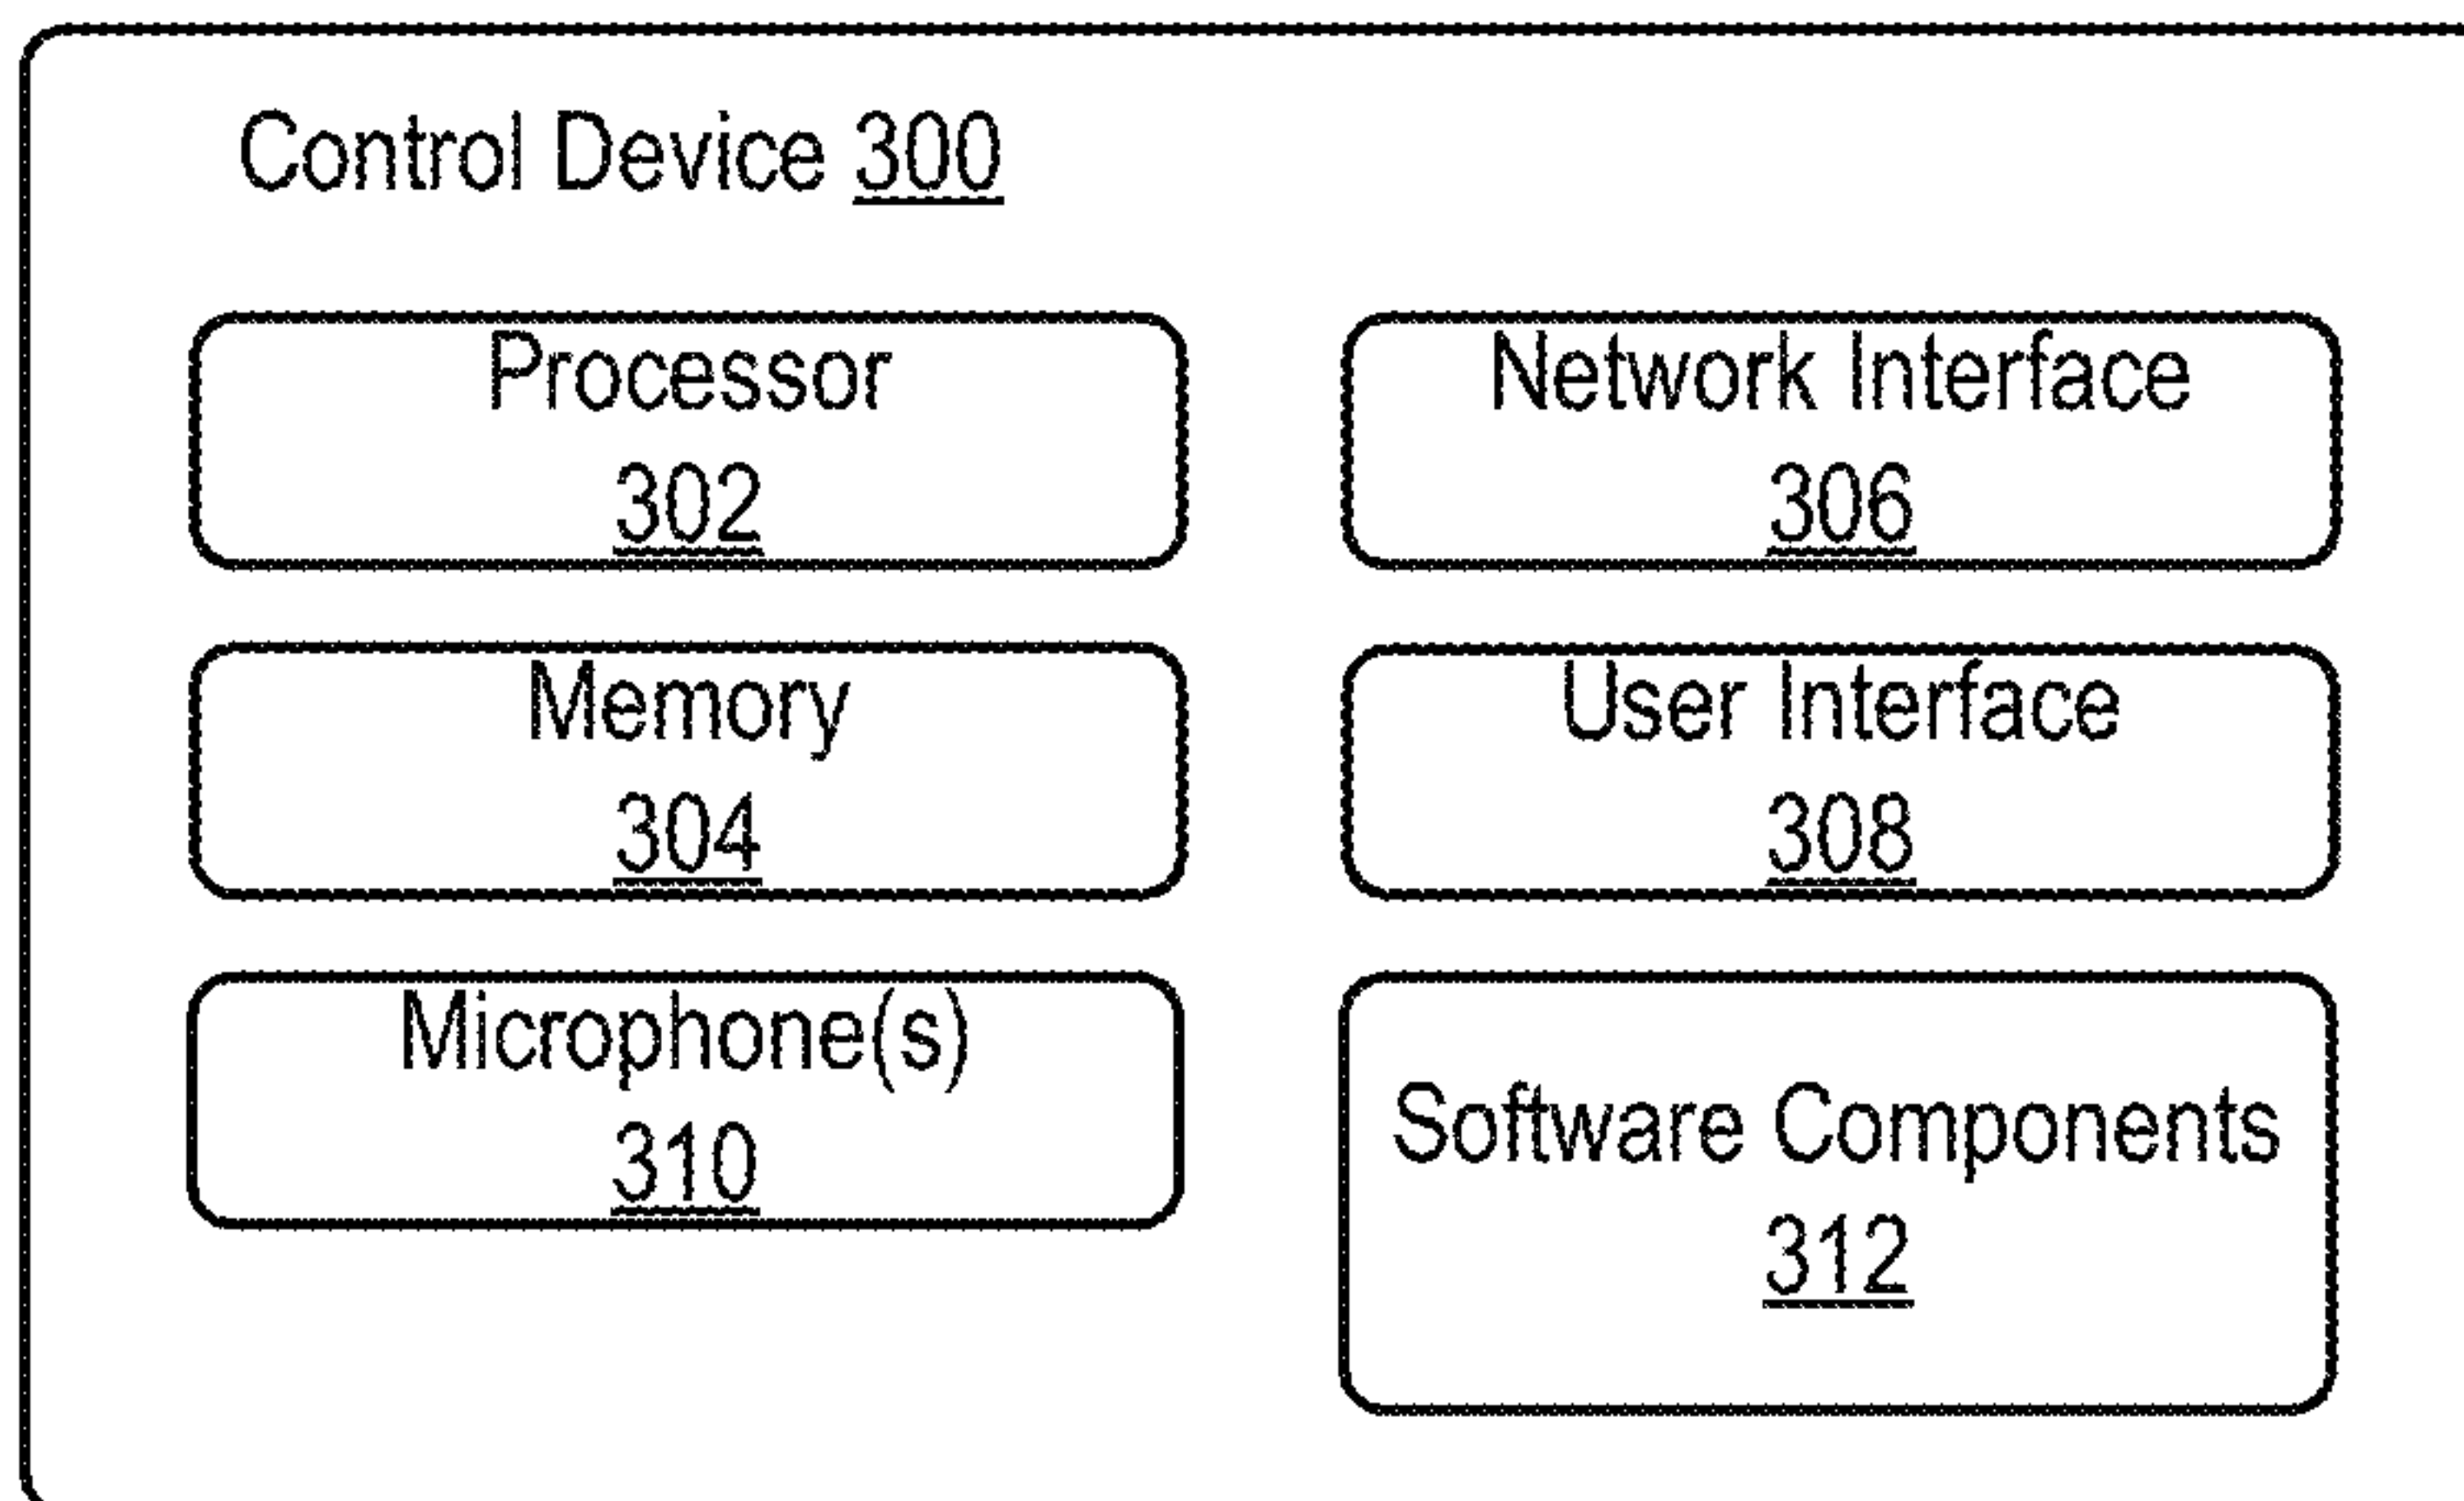 Control Device 300
Processor
302
Network Interface
306
Memory
304
User Interface
308
Microphone(s)
310
Software Components
312